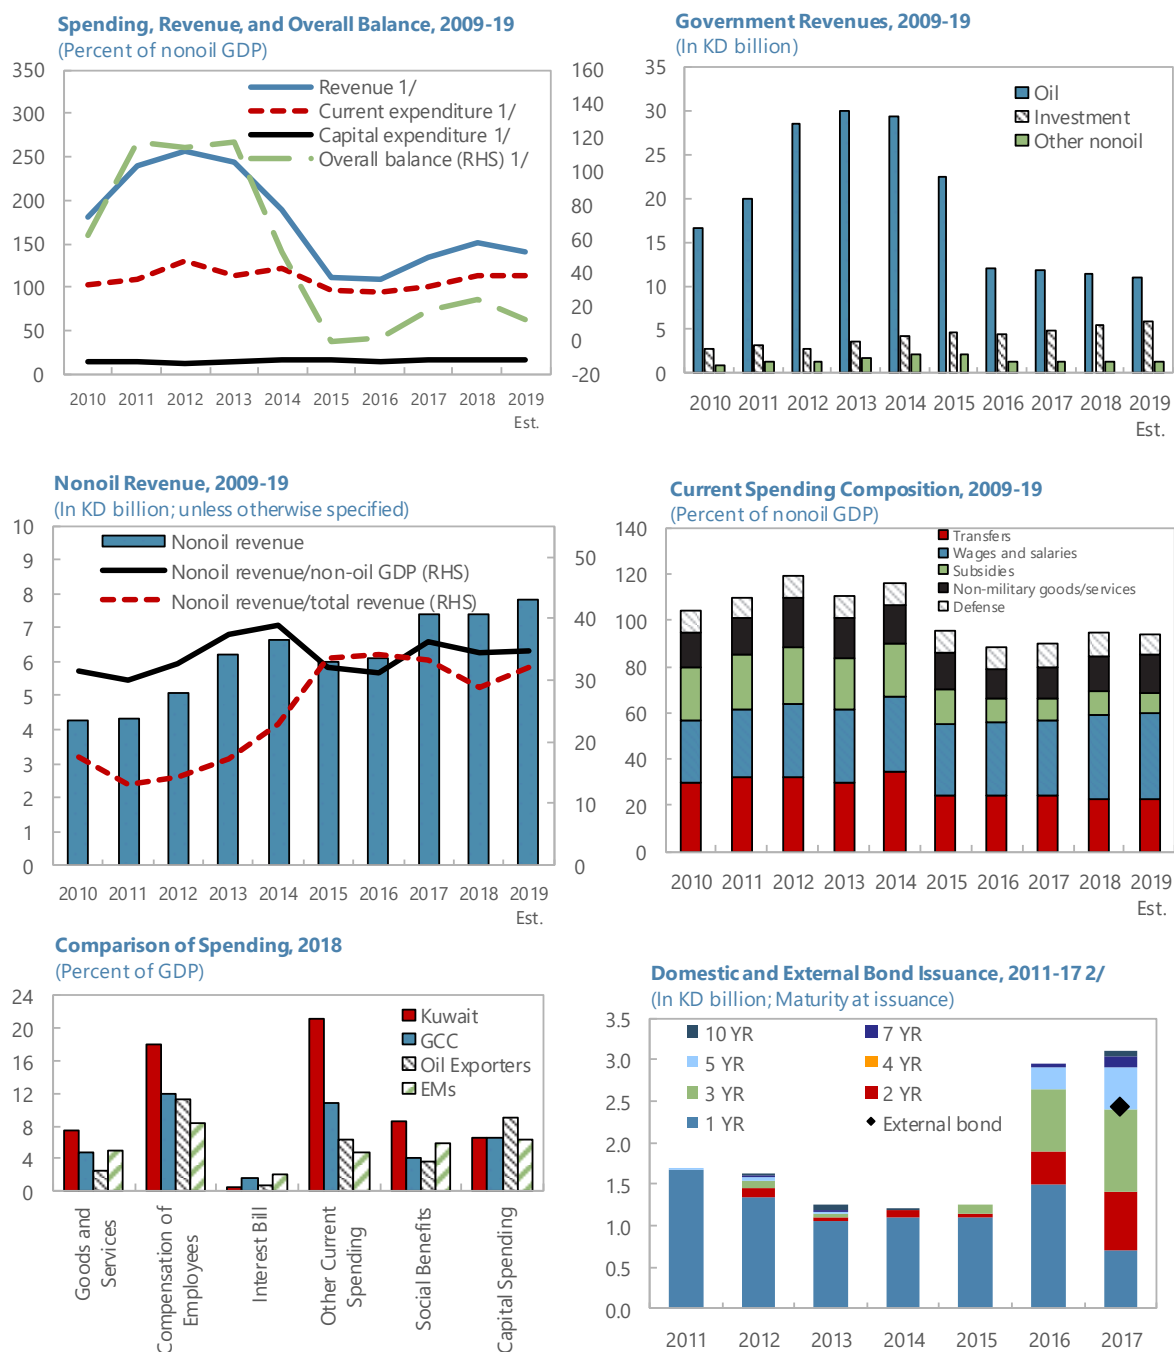 Spending, Revenue, and Overall Balance, 2009-19
(Percent of nonoil GDP)
350
300
250
200
150
100
50
0
160
140
120
100
80
60
40
20
0
-20
Revenue 1/
Current expenditure 1/
Capital expenditure 1/
Overall balance (RHS) 1/
2010 2011 2012 2013 2014 2015 2016 2017 2018 2019
Est.
Government Revenues, 2009-19
(In KD billion)
35
30
25
20
15
10
5
0
Oil
Investment
Other nonoil
2010 2011 2012 2013 2014 2015 2016 2017 2018 2019
Est.
Nonoil Revenue, 2009-19
(In KD billion; unless otherwise specified)
10
9
8
7
6
5
4
3
2
1
0
50
40
30
20
10
0
Nonoil revenue
Nonoil revenue/non-oil GDP (RHS)
Nonoil revenue/total revenue (RHS)
2010 2011 2012 2013 2014 2015 2016 2017 2018 2019
Est.
Current Spending Composition, 2009-19
(Percent of nonoil GDP)
140
120
100
80
60
40
20
0
Transfers
Wages and salaries
Subsidies
Non-military goods/services
Defense
2010 2011 2012 2013 2014 2015 2016 2017 2018 2019
Est.
Comparison of Spending, 2018
(Percent of GDP)
24
20
16
12
8
4
0
Kuwait
GCC
Oil Exporters
EMs
Goods and
Services
Compensation of
Employees
Interest Bill
Other Current
Spending
Social Benefits
Capital Spending
Domestic and External Bond Issuance, 2011-17 2/
(In KD billion; Maturity at issuance)
3.5
3.0
2.5
2.0
1.5
1.0
0.5
0.0
10 YR
7 YR
5 YR
4 YR
3 YR
2 YR
1 YR
External bond
2011 2012 2013 2014 2015 2016 2017